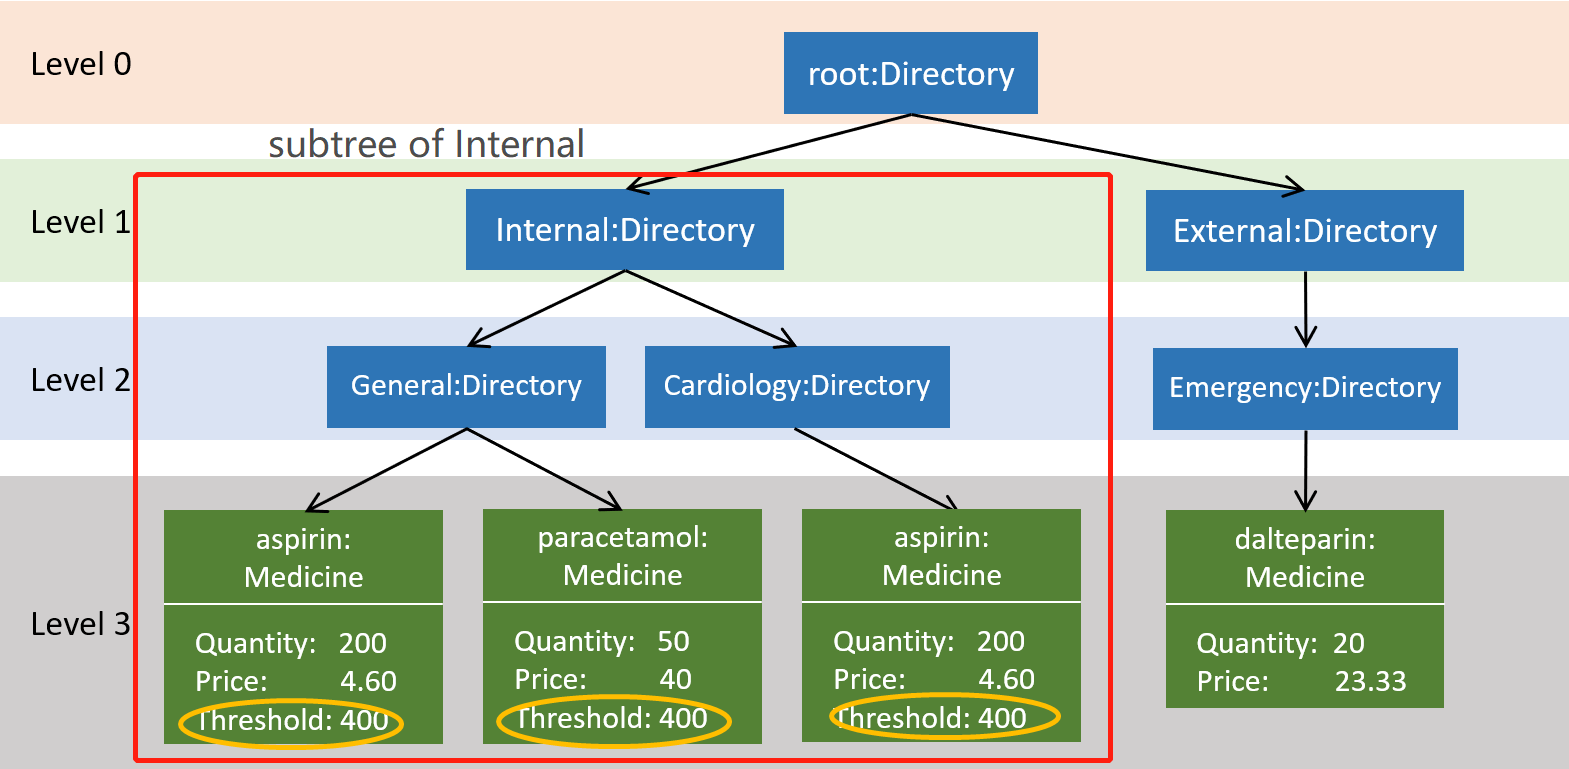 Level 0
root:Directory
subtree of Internal
Level 1
Internal:Directory
External:Directory
Level 2
General:Directory
Cardiology:Directory
Emergency:Directory
Level 3
aspirin:
Medicine
Quantity: 200
Price: 4.60
Threshold: 400
paracetamol:
Medicine
Quantity: 50
Price: 40
Threshold: 400
aspirin:
Medicine
Quantity: 200
Price: 4.60
Threshold: 400
dalteparin:
Medicine
Quantity: 20
Price: 23.33